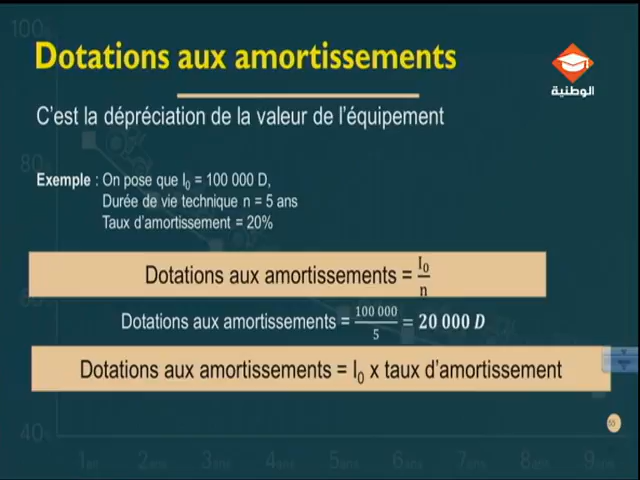 100%
Dotations aux amortissements
الوطنية
C'est la dépréciation de la valeur de l'équipement
80%
Exemple : On pose que I₀ = 100 000 D,
Durée de vie technique n = 5 ans
Taux d'amortissement = 20%
Dotations aux amortissements = I₀/n
Dotations aux amortissements = 100 000/5 = 20 000 D
Dotations aux amortissements = I₀ x taux d'amortissement
55
40%
1an 2ans 3ans 4ans 5ans 6ans 7ans 8ans 9ans